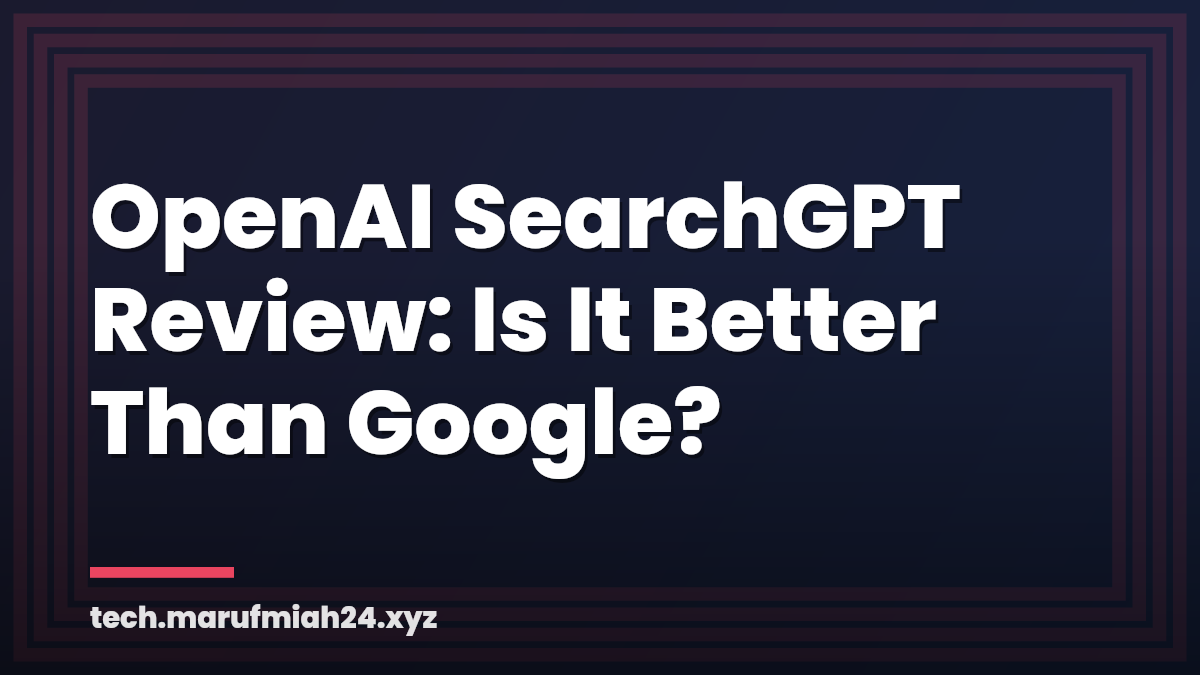 OpenAI SearchGPT
Review: Is It Better
Than Google?
tech.marufmiah24.xyz